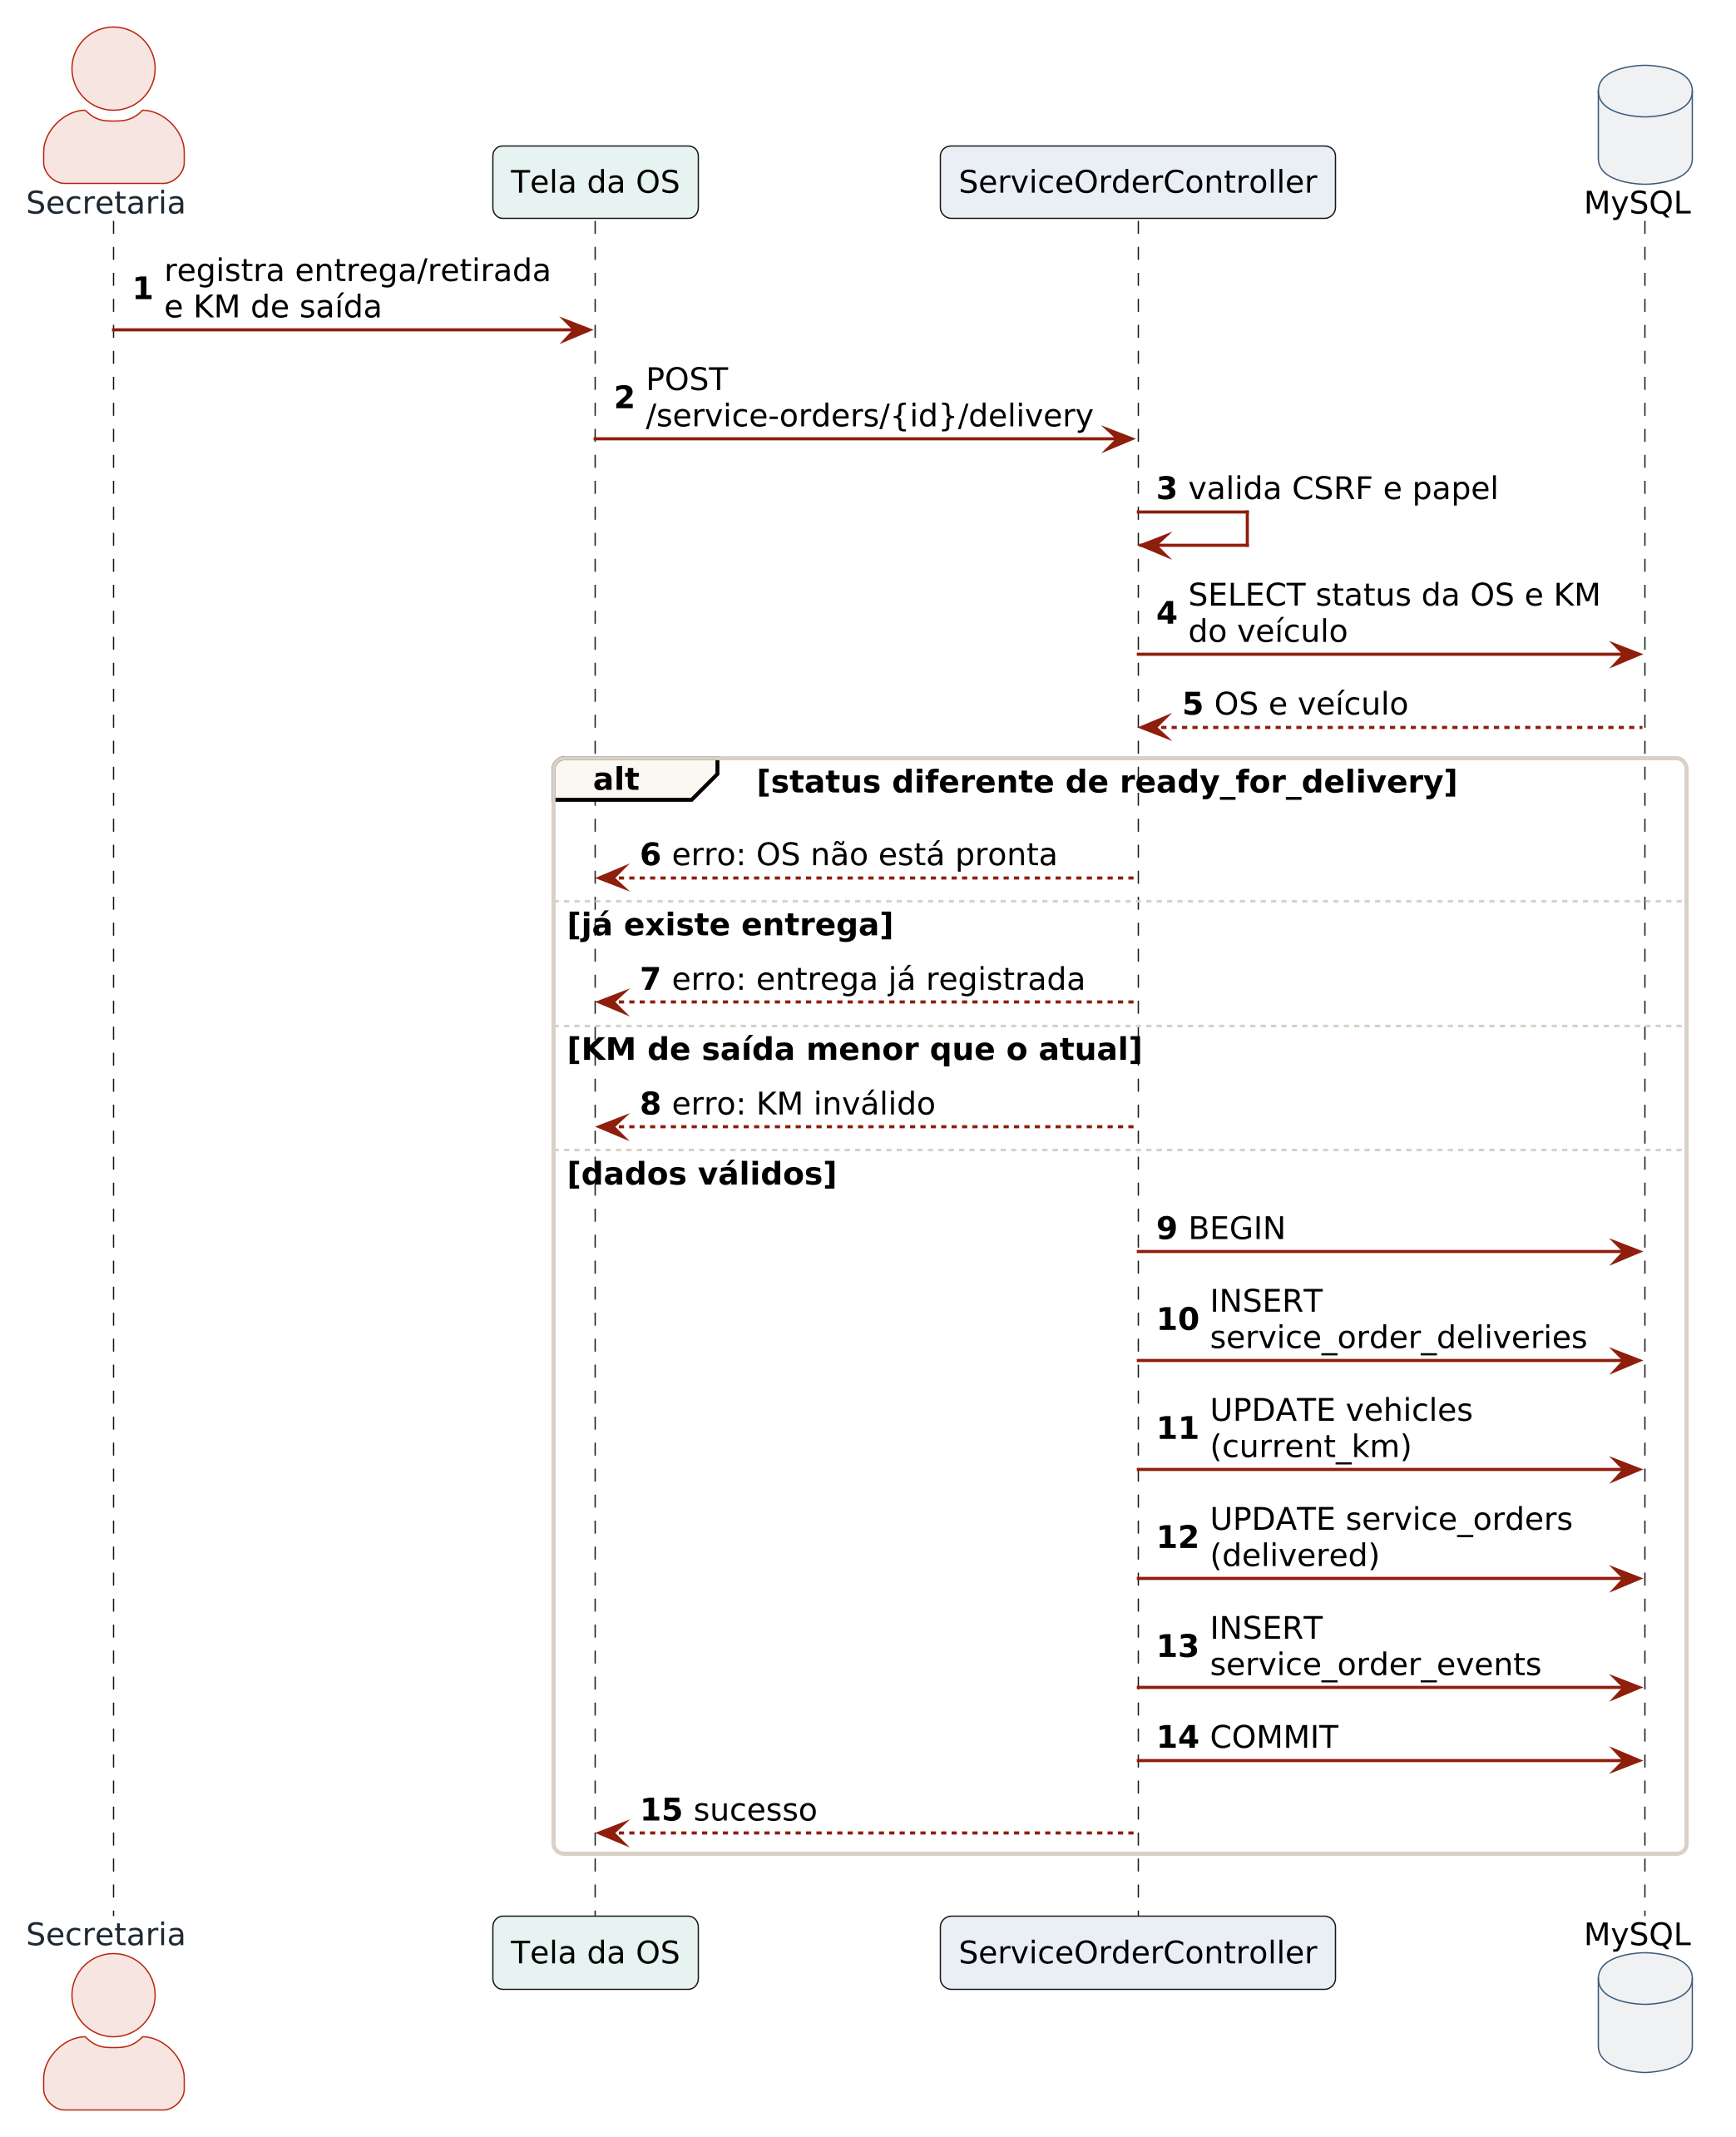 Secretaria
Tela da OS
ServiceOrderController
MySQL
1 registra entrega/retirada
e KM de saída
2 POST
/service-orders/{id}/delivery
3 valida CSRF e papel
4 SELECT status da OS e KM
do veículo
5 OS e veículo
alt [status diferente de ready_for_delivery]
6 erro: OS não está pronta
[já existe entrega]
7 erro: entrega já registrada
[KM de saída menor que o atual]
8 erro: KM inválido
[dados válidos]
9 BEGIN
10 INSERT
service_order_deliveries
11 UPDATE vehicles
(current_km)
12 UPDATE service_orders
(delivered)
13 INSERT
service_order_events
14 COMMIT
15 sucesso
Secretaria
Tela da OS
ServiceOrderController
MySQL